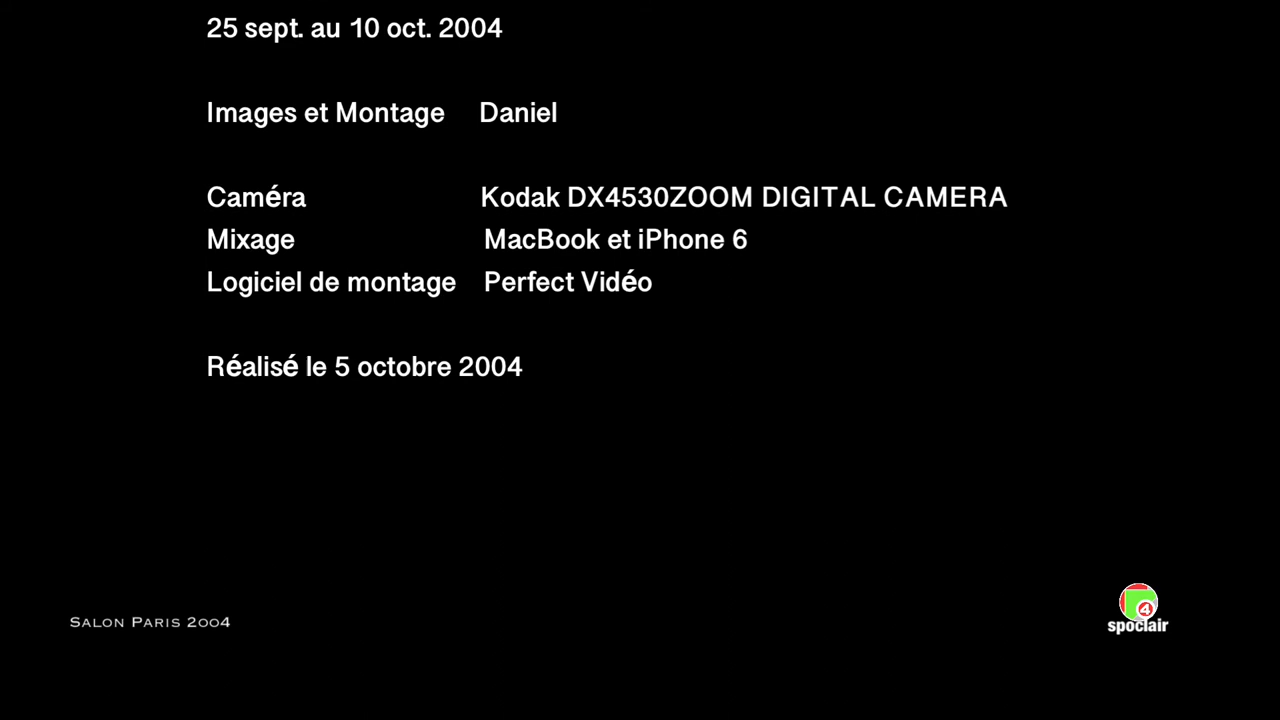 25 sept. au 10 oct. 2004
Images et Montage Daniel
Caméra Kodak DX4530ZOOM DIGITAL CAMERA
Mixage MacBook et iPhone 6
Logiciel de montage Perfect Vidéo
Réalisé le 5 octobre 2004
SALON PARIS 2004
4
spoclair